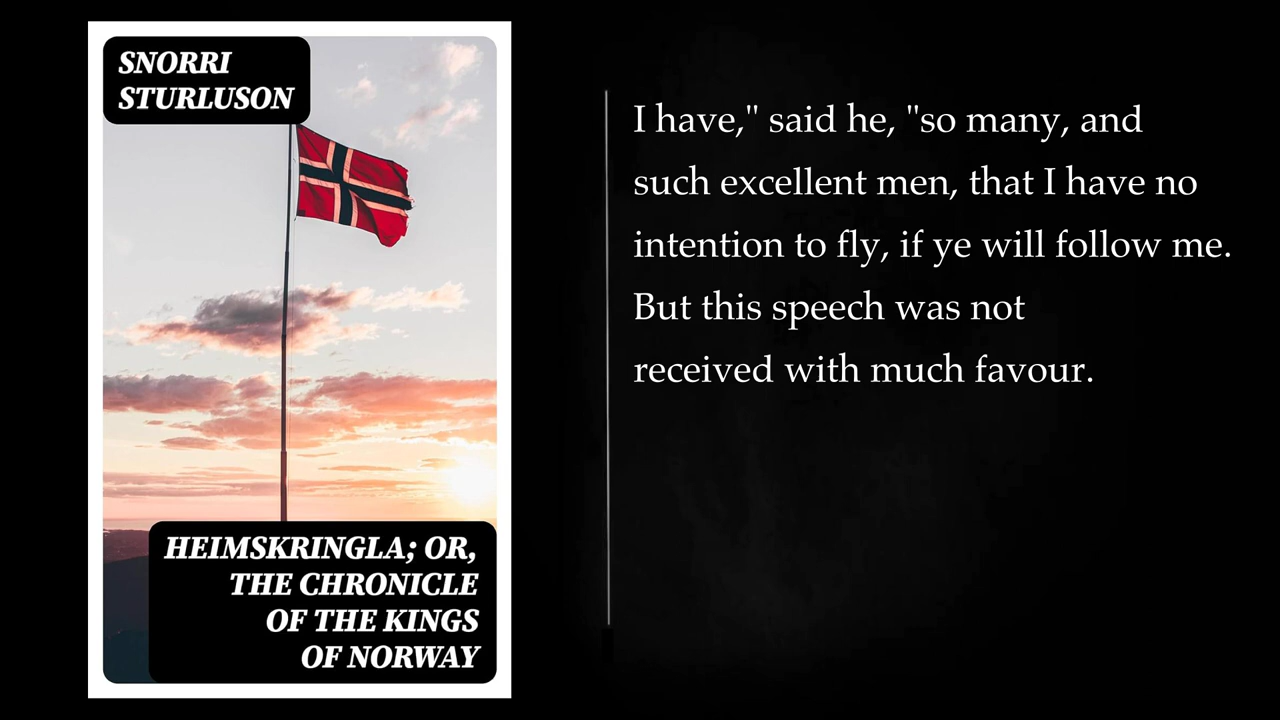 SNORRI
STURLUSON
HEIMSKRINGLA; OR,
THE CHRONICLE
OF THE KINGS
OF NORWAY
I have," said he, "so many, and
such excellent men, that I have no
intention to fly, if ye will follow me.
But this speech was not
received with much favour.